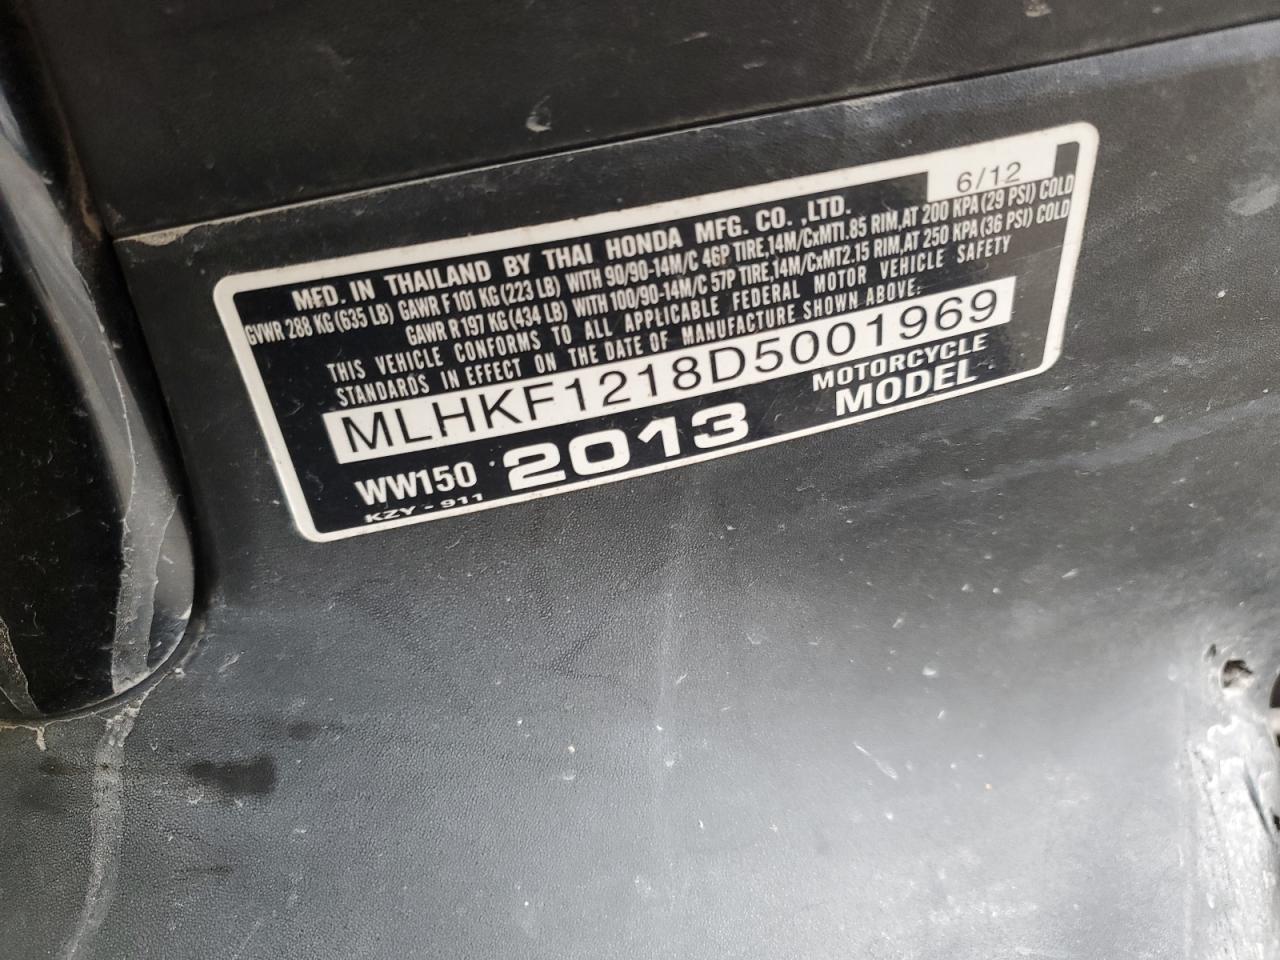 6/12
MED. IN THAILAND BY THAI HONDA MFG. CO. ,LTD.
GVWR 288 KG (635 LB) GAWR F 101 KG (223 LB) WITH 90/90-14M/C 46P TIRE,14M/CxMT1.85 RIM,AT 200 KPA (29 PSI) COLD
GAWR R 197 KG (434 LB) WITH 100/90-14M/C 57P TIRE,14M/CxMT2.15 RIM,AT 250 KPA (36 PSI) COLD
THIS VEHICLE CONFORMS TO ALL APPLICABLE FEDERAL MOTOR VEHICLE SAFETY
STANDARDS IN EFFECT ON THE DATE OF MANUFACTURE SHOWN ABOVE:
MLHKF1218D5001969
MOTORCYCLE
WW150 2013 MODEL
KZY - 911